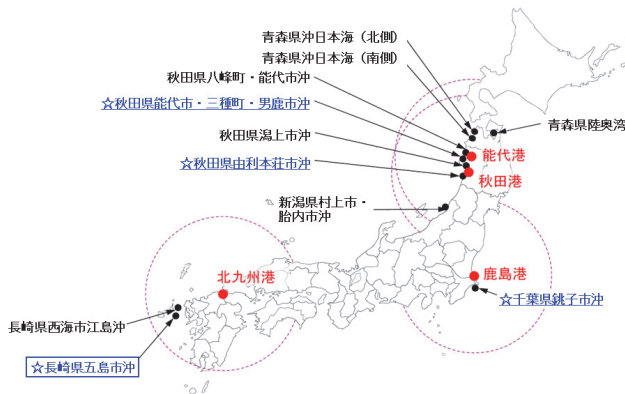 青森県沖日本海（北側）
青森県沖日本海（南側）
秋田県八峰町・能代市沖
☆秋田県能代市・三種町・男鹿市沖
秋田県潟上市沖
☆秋田県由利本荘市沖
青森県陸奥湾
能代港
秋田港
新潟県村上市・
胎内市沖
北九州港
鹿島港
☆千葉県銚子市沖
長崎県西海市江島沖
☆長崎県五島市沖